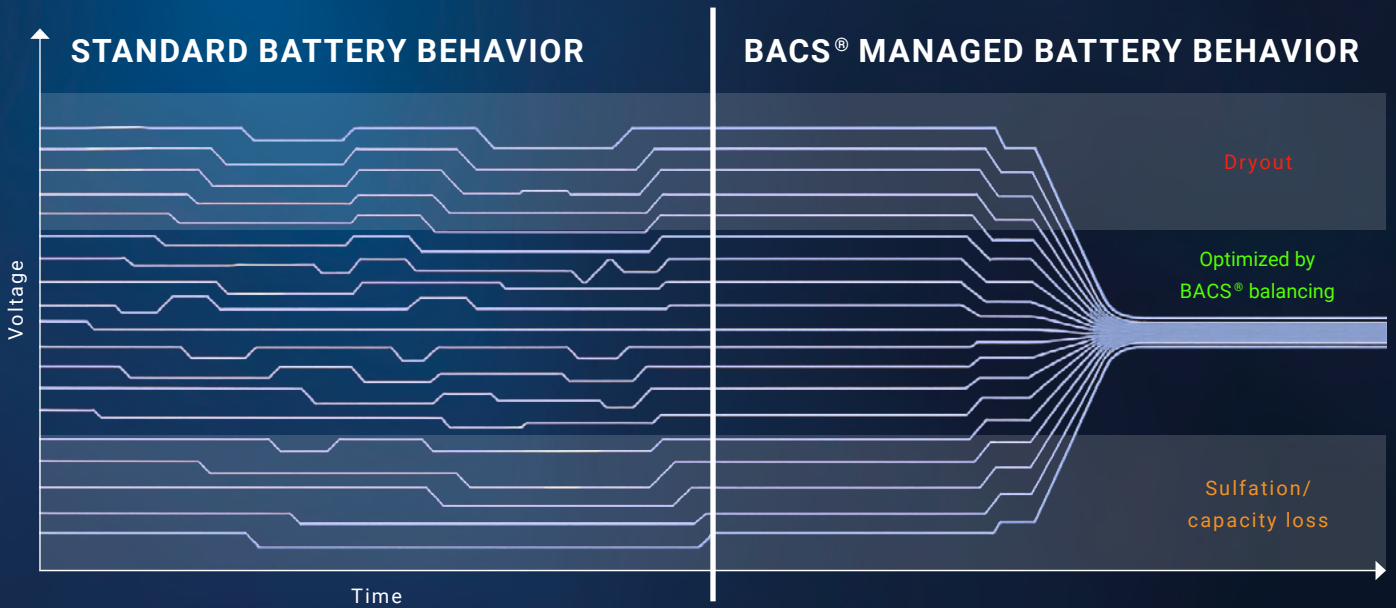 STANDARD BATTERY BEHAVIOR
BACS® MANAGED BATTERY BEHAVIOR
Voltage
Dryout
Optimized by
BACS® balancing
Sulfation/
capacity loss
Time